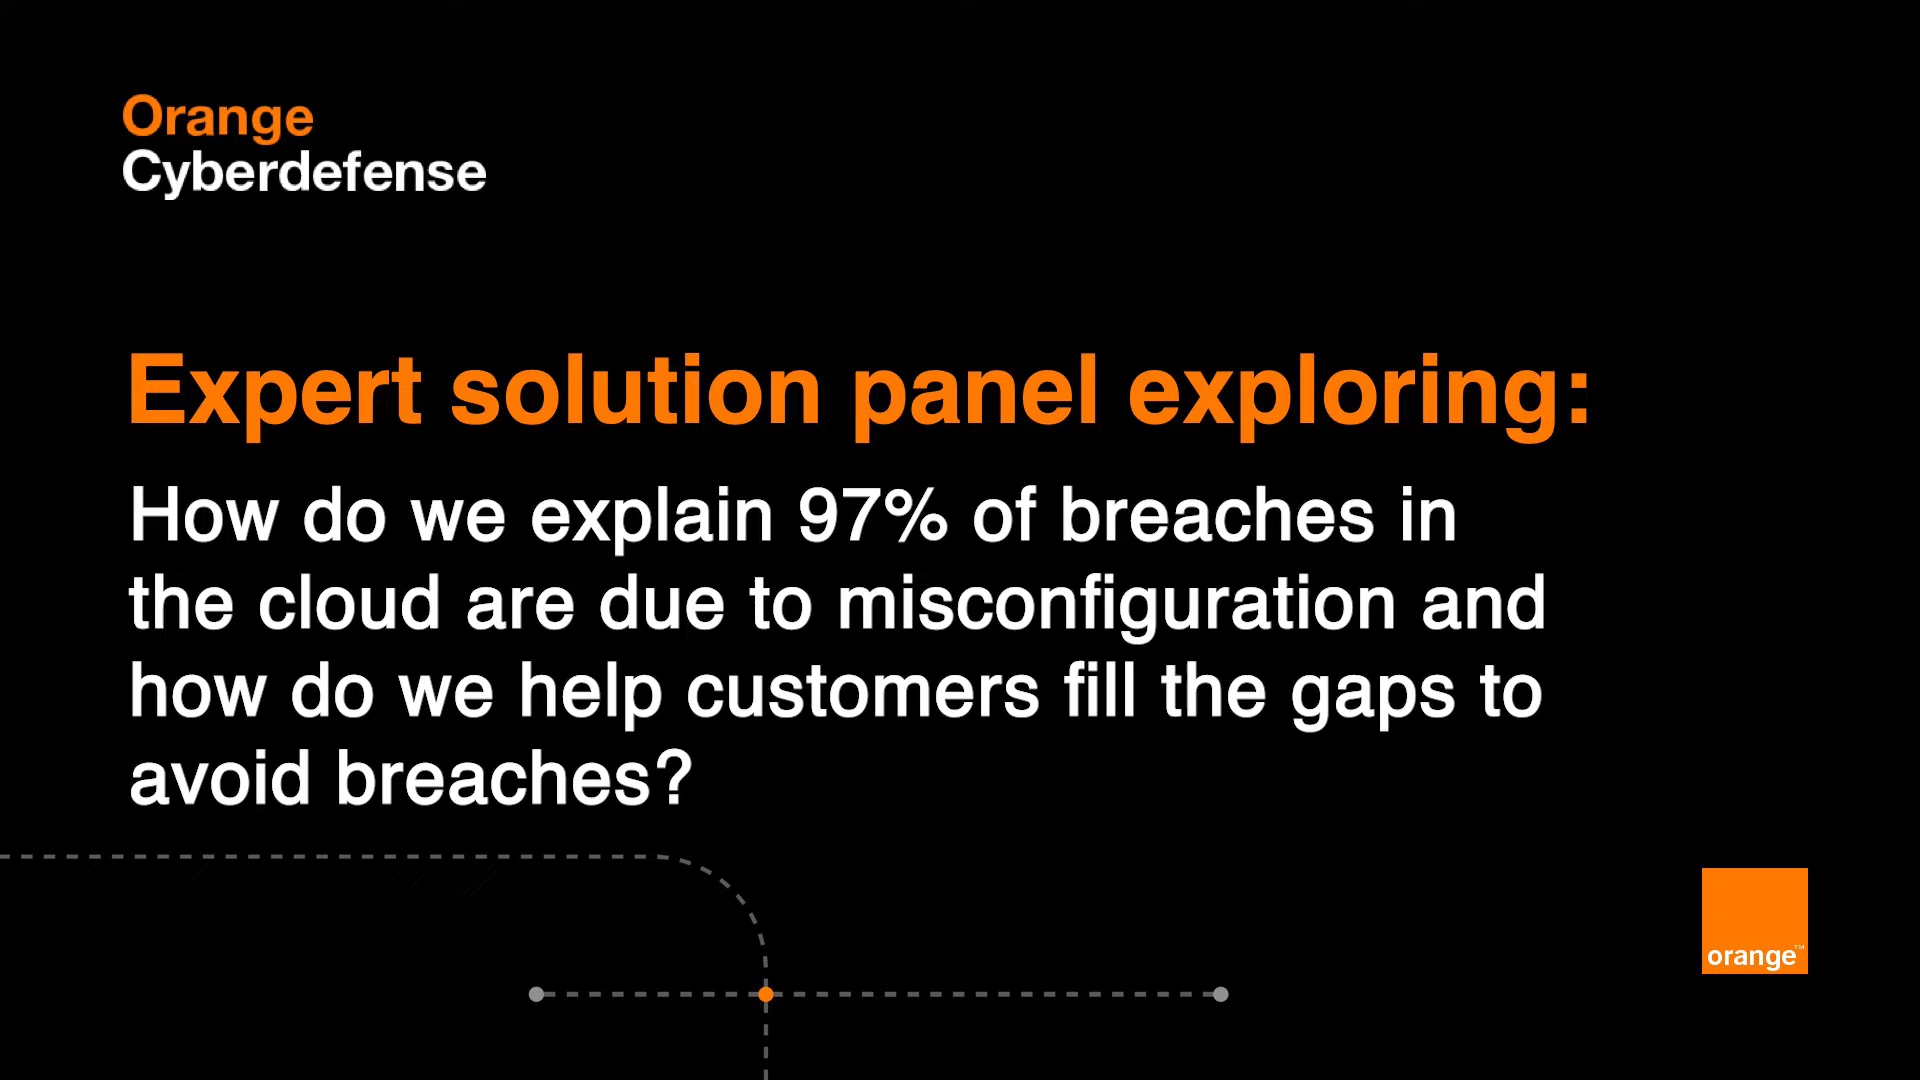 Orange
Cyberdefense
Expert solution panel exploring:
How do we explain 97% of breaches in
the cloud are due to misconfiguration and
how do we help customers fill the gaps to
avoid breaches?
orange™